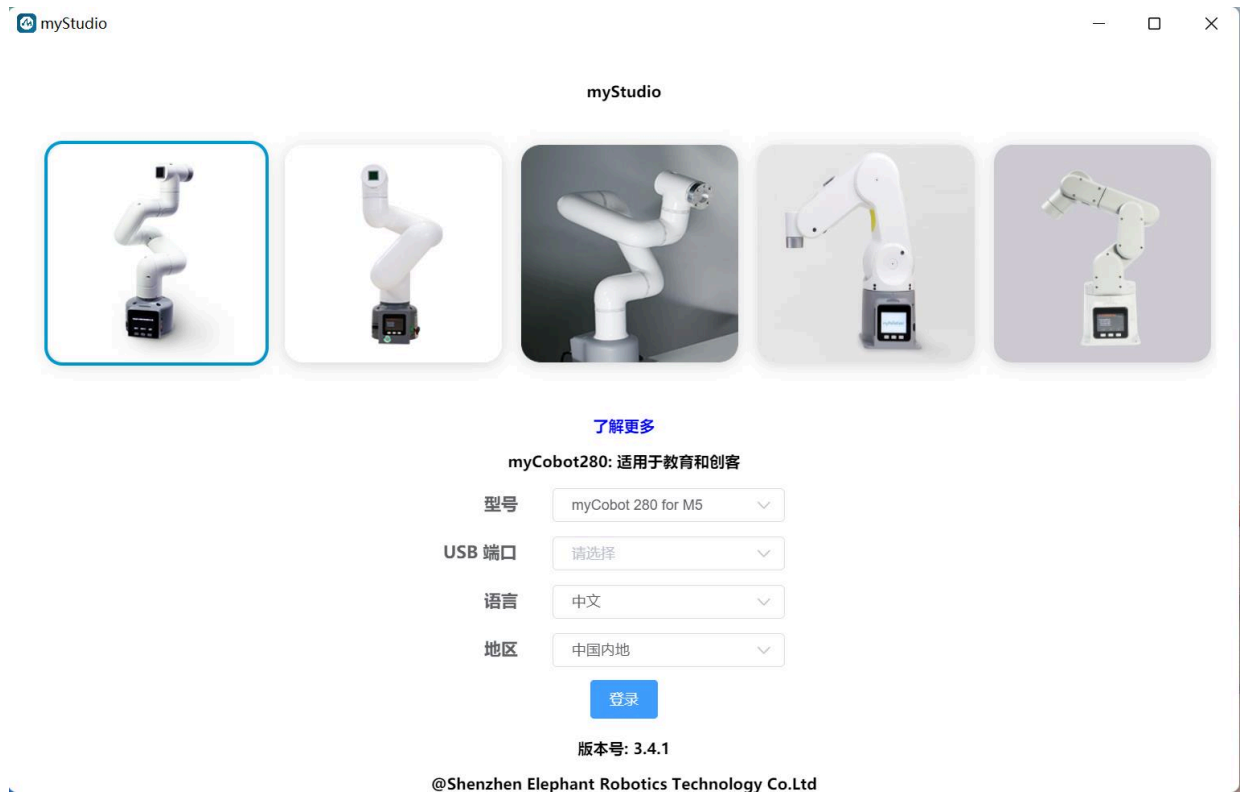 myStudio
myStudio
了解更多
myCobot280: 适用于教育和创客
型号 myCobot 280 for M5
USB 端口 请选择
语言 中文
地区 中国内地
登录
版本号: 3.4.1
@Shenzhen Elephant Robotics Technology Co.Ltd